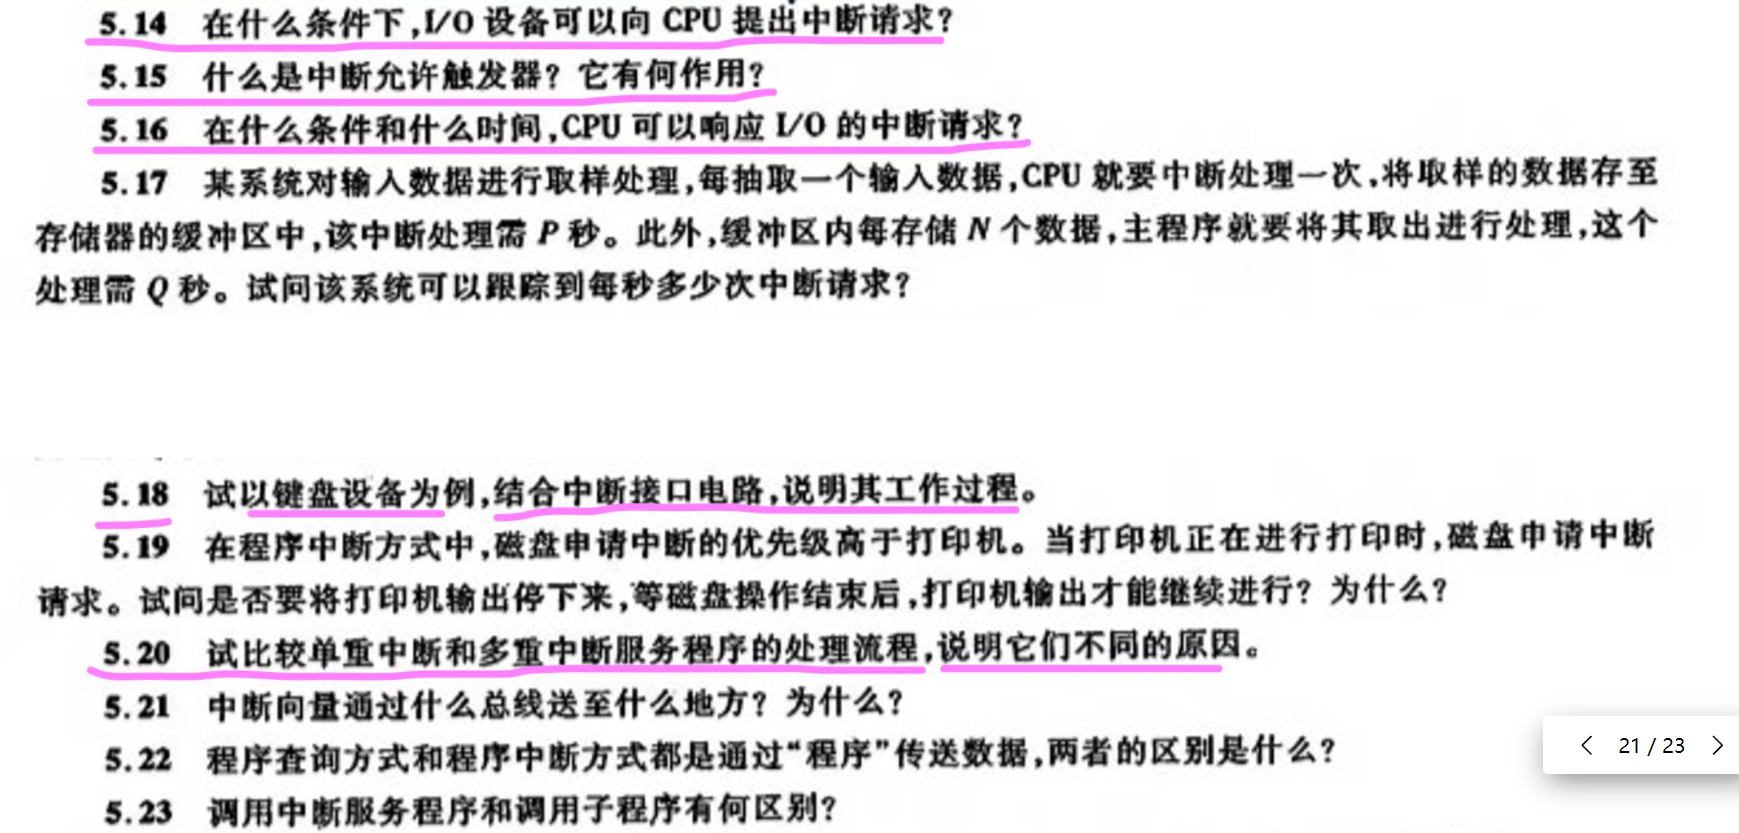 5.14 在什么条件下,I/O 设备可以向 CPU 提出中断请求?
5.15 什么是中断允许触发器? 它有何作用?
5.16 在什么条件和什么时间,CPU 可以响应 I/O 的中断请求?
5.17 某系统对输入数据进行取样处理,每抽取一个输入数据,CPU 就要中断处理一次,将取样的数据存至
存储器的缓冲区中,该中断处理需 P 秒。此外,缓冲区内每存储 N 个数据,主程序就要将其取出进行处理,这个
处理需 Q 秒。试问该系统可以跟踪到每秒多少次中断请求?
5.18 试以键盘设备为例,结合中断接口电路,说明其工作过程。
5.19 在程序中断方式中,磁盘申请中断的优先级高于打印机。当打印机正在进行打印时,磁盘申请中断
请求。试问是否要将打印机输出停下来,等磁盘操作结束后,打印机输出才能继续进行? 为什么?
5.20 试比较单重中断和多重中断服务程序的处理流程,说明它们不同的原因。
5.21 中断向量通过什么总线送至什么地方? 为什么?
5.22 程序查询方式和程序中断方式都是通过“程序”传送数据,两者的区别是什么?
5.23 调用中断服务程序和调用子程序有何区别?
21 / 23